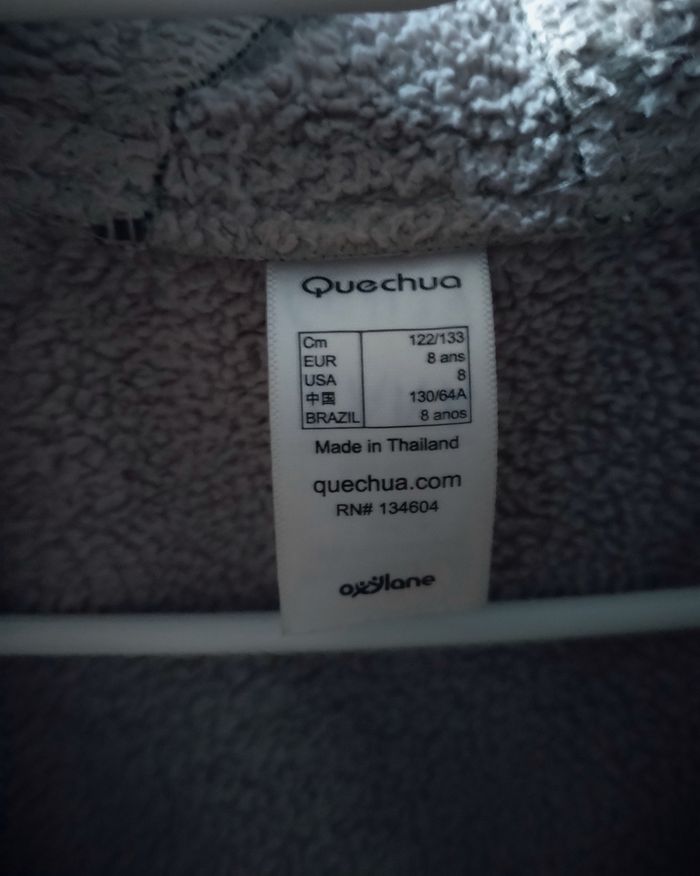 Quechua
Cm 122/133
EUR 8 ans
USA 8
中国 130/64A
BRAZIL 8 anos
Made in Thailand
quechua.com
RN# 134604
oxylane